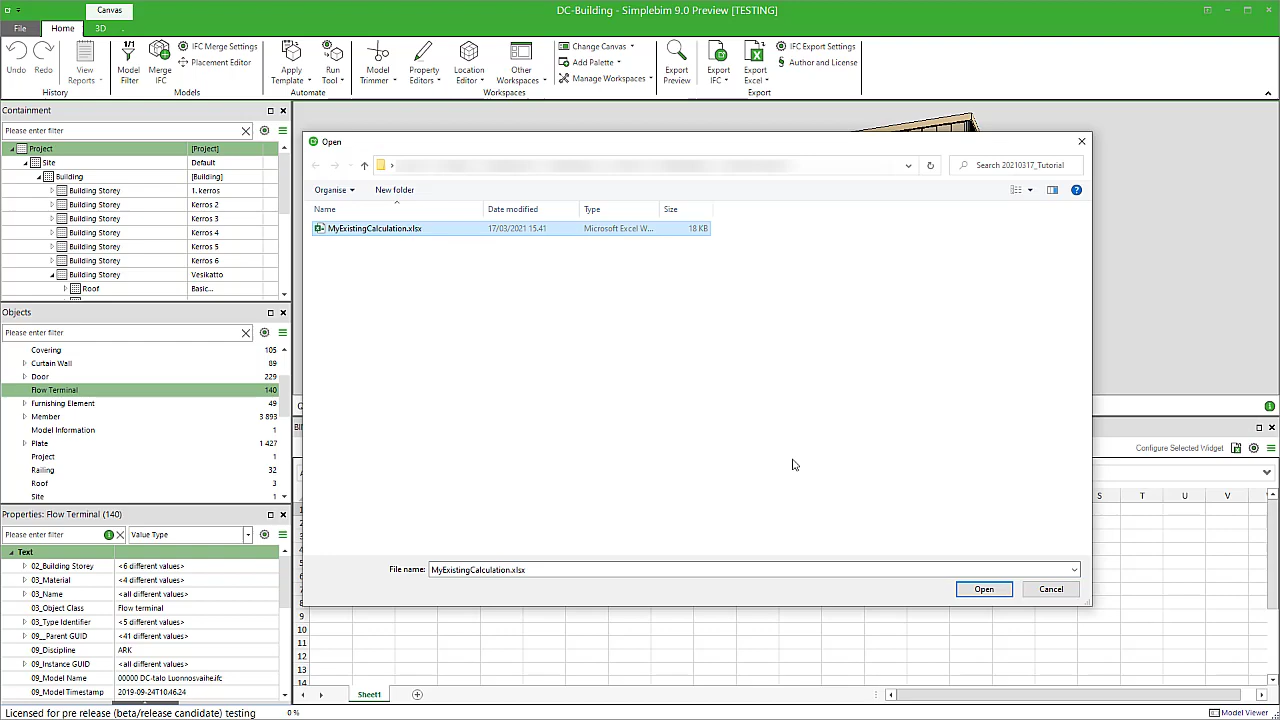 Canvas
DC-Building - Simplebim 9.0 Preview [TESTING]
File
Home
3D
Undo
Redo
View Reports
History
Model Filter
Merge IFC
IFC Merge Settings
Placement Editor
Models
Apply Template
Run Tool
Automate
Model Trimmer
Property Editors
Location Editor
Other Workspaces
Change Canvas
Add Palette
Manage Workspaces
Workspaces
Export Preview
Export IFC
Export Excel
IFC Export Settings
Author and License
Export
Containment
Please enter filter
Project [Project]
Site Default
Building [Building]
Building Storey 1. kerros
Building Storey Kerros 2
Building Storey Kerros 3
Building Storey Kerros 4
Building Storey Kerros 5
Building Storey Kerros 6
Building Storey Vesikatto
Roof Basic...
Objects
Please enter filter
Covering 105
Curtain Wall 89
Door 229
Flow Terminal 140
Furnishing Element 49
Member 3 893
Model Information 1
Plate 1 427
Project 1
Railing 32
Roof 3
Site 1
Properties: Flow Terminal (140)
Please enter filter Value Type
Text
02_Building Storey <6 different values>
03_Material <4 different values>
03_Name <all different values>
03_Object Class Flow terminal
03_Type Identifier <5 different values>
09__Parent GUID <41 different values>
09_Discipline ARK
09_Instance GUID <all different values>
09_Model Name 00000 DC-talo Luonnosvaihe.ifc
09_Model Timestamp 2019-09-24T10.46.24
Open
Search 20210317_Tutorial
Organise
New folder
Name Date modified Type Size
MyExistingCalculation.xlsx 17/03/2021 15.41 Microsoft Excel W... 18 KB
File name: MyExistingCalculation.xlsx
Open
Cancel
Configure Selected Widget
S T U V
9
10
11
12
13
14
Sheet1
Licensed for pre release (beta/release candidate) testing
0 %
Model Viewer